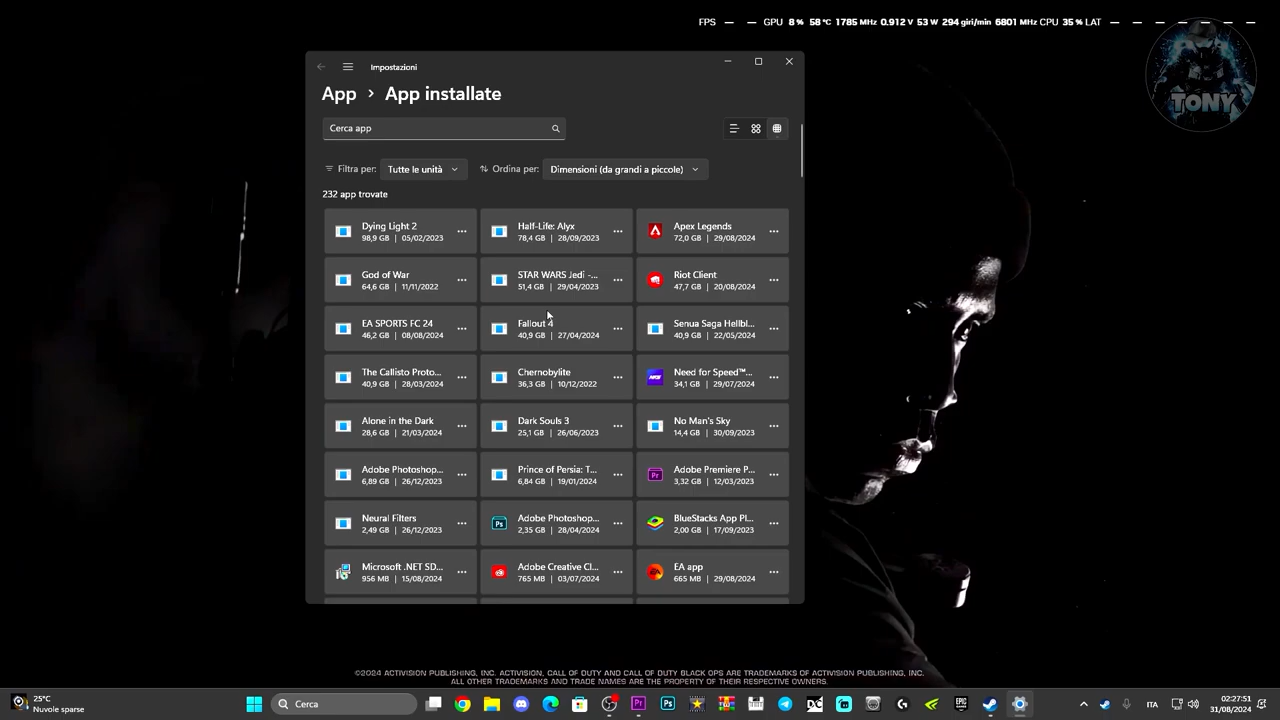 FPS — — GPU 8 % 58 °C 1785 MHz 0.912 V 53 W 294 giri/min 6801 MHz CPU 35 % LAT — — — — — — — —
TONY
Impostazioni
App > App installate
Cerca app
Filtra per: Tutte le unità Ordina per: Dimensioni (da grandi a piccole)
232 app trovate
Dying Light 2
98,9 GB | 05/02/2023
Half-Life: Alyx
78,4 GB | 28/09/2023
Apex Legends
72,0 GB | 29/08/2024
God of War
64,6 GB | 11/11/2022
STAR WARS Jedi -...
51,4 GB | 29/04/2023
Riot Client
47,7 GB | 20/08/2024
EA SPORTS FC 24
46,2 GB | 08/08/2024
Fallout 4
40,9 GB | 27/04/2024
Senua Saga Hellbl...
40,9 GB | 22/05/2024
The Callisto Proto...
40,9 GB | 28/03/2024
Chernobylite
36,3 GB | 10/12/2022
Need for Speed™...
34,1 GB | 29/07/2024
Alone in the Dark
28,6 GB | 21/03/2024
Dark Souls 3
25,1 GB | 26/06/2023
No Man's Sky
14,4 GB | 30/09/2023
Adobe Photoshop...
6,89 GB | 26/12/2023
Prince of Persia: T...
6,84 GB | 19/01/2024
Adobe Premiere P...
3,32 GB | 12/03/2023
Neural Filters
2,49 GB | 26/12/2023
Adobe Photoshop...
2,35 GB | 28/04/2024
BlueStacks App Pl...
2,00 GB | 17/09/2023
Microsoft .NET SD...
956 MB | 15/08/2024
Adobe Creative Cl...
765 MB | 03/07/2024
EA app
665 MB | 29/08/2024
©2024 ACTIVISION PUBLISHING, INC. ACTIVISION, CALL OF DUTY AND CALL OF DUTY BLACK OPS ARE TRADEMARKS OF ACTIVISION PUBLISHING, INC.
ALL OTHER TRADEMARKS AND TRADE NAMES ARE THE PROPERTY OF THEIR RESPECTIVE OWNERS.
25°C
Nuvole sparse
Cerca
ITA
02:27:51
31/08/2024